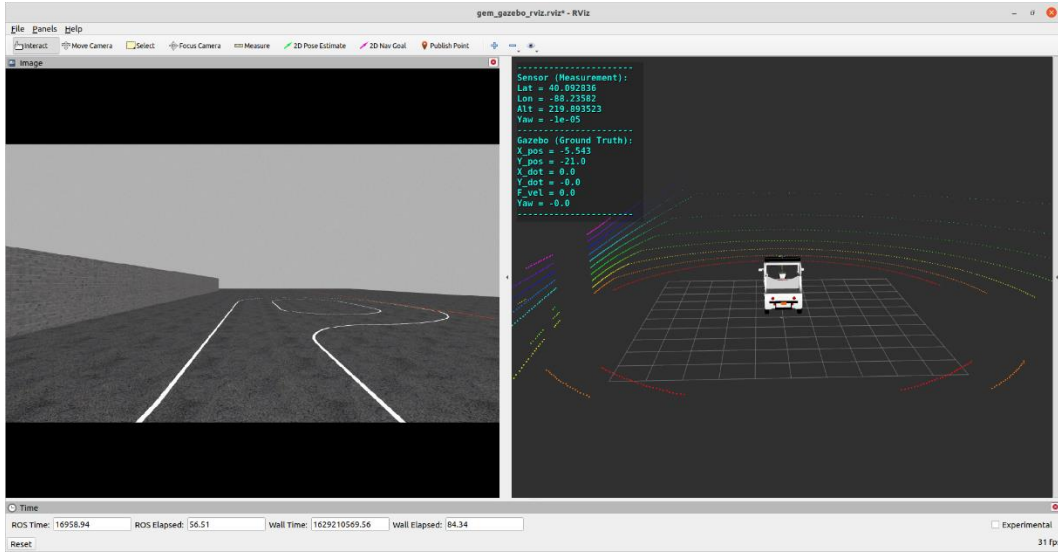 gem_gazebo_rviz.rviz* - RViz
File Panels Help
Interact Move Camera Select Focus Camera Measure 2D Pose Estimate 2D Nav Goal Publish Point
Image
----------------------
Sensor (Measurement):
Lat = 40.092836
Lon = -88.23582
Alt = 219.893523
Yaw = -1e-05
----------------------
Gazebo (Ground Truth):
X_pos = -5.543
Y_pos = -21.0
X_dot = 0.0
Y_dot = -0.0
F_vel = 0.0
Yaw = -0.0
----------------------
Time
ROS Time: 16958.94 ROS Elapsed: 56.51 Wall Time: 1629210569.56 Wall Elapsed: 84.34 Experimental
Reset 31 fp